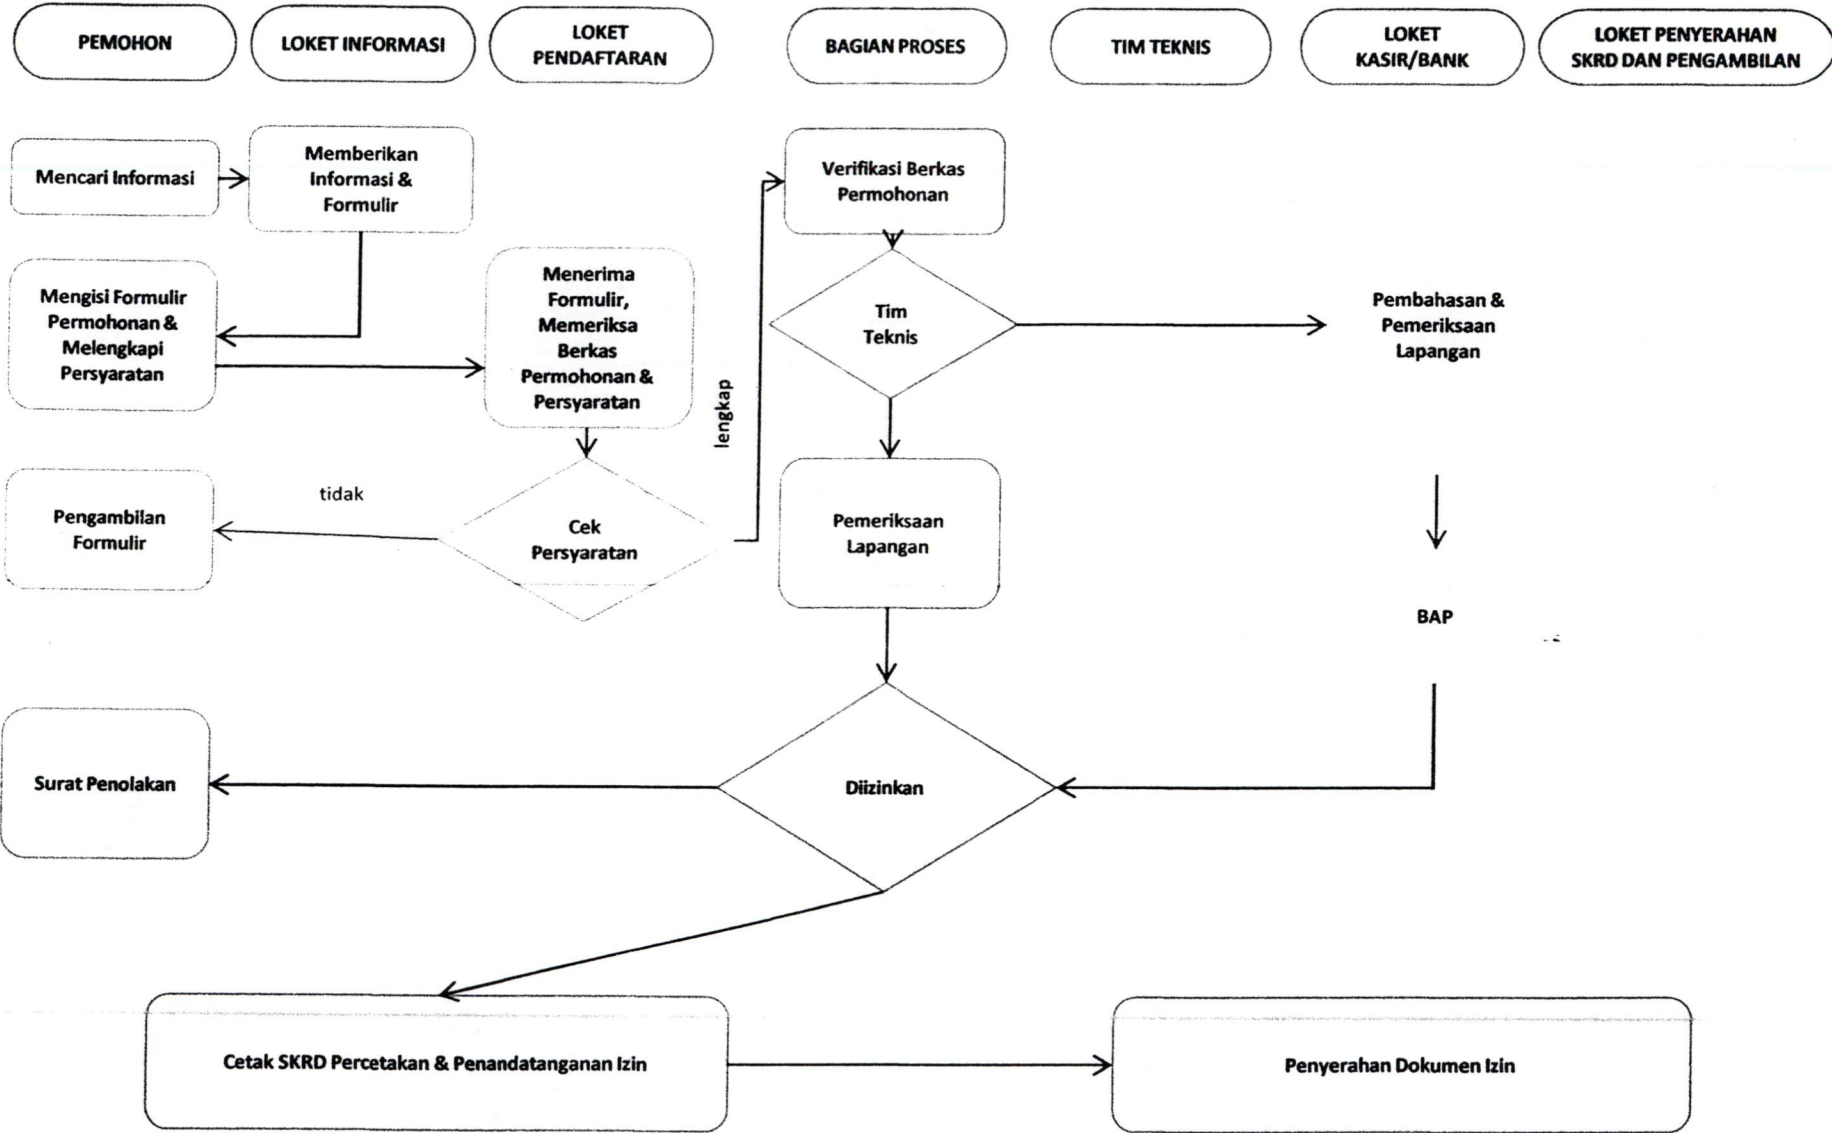 PEMOHON
LOKET INFORMASI
LOKET
PENDAFTARAN
BAGIAN PROSES
TIM TEKNIS
LOKET
KASIR/BANK
LOKET PENYERAHAN
SKRD DAN PENGAMBILAN
Mencari Informasi
Memberikan
Informasi &
Formulir
Mengisi Formulir
Permohonan &
Melengkapi
Persyaratan
Menerima
Formulir,
Memeriksa
Berkas
Permohonan &
Persyaratan
lengkap
Verifikasi Berkas
Permohonan
Tim
Teknis
Pembahasan &
Pemeriksaan
Lapangan
Pengambilan
Formulir
tidak
Cek
Persyaratan
Pemeriksaan
Lapangan
BAP
Surat Penolakan
Diizinkan
Cetak SKRD Percetakan & Penandatanganan Izin
Penyerahan Dokumen Izin